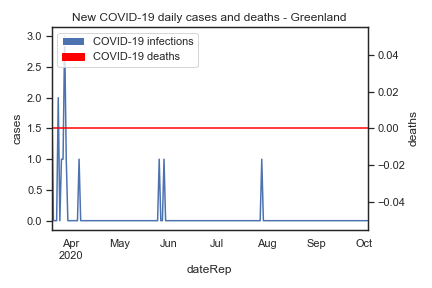 New COVID-19 daily cases and deaths - Greenland
COVID-19 infections
COVID-19 deaths
3.0
2.5
2.0
1.5
1.0
0.5
0.0
cases
0.04
0.02
0.00
−0.02
−0.04
deaths
Apr
2020
May
Jun
Jul
Aug
Sep
Oct
dateRep